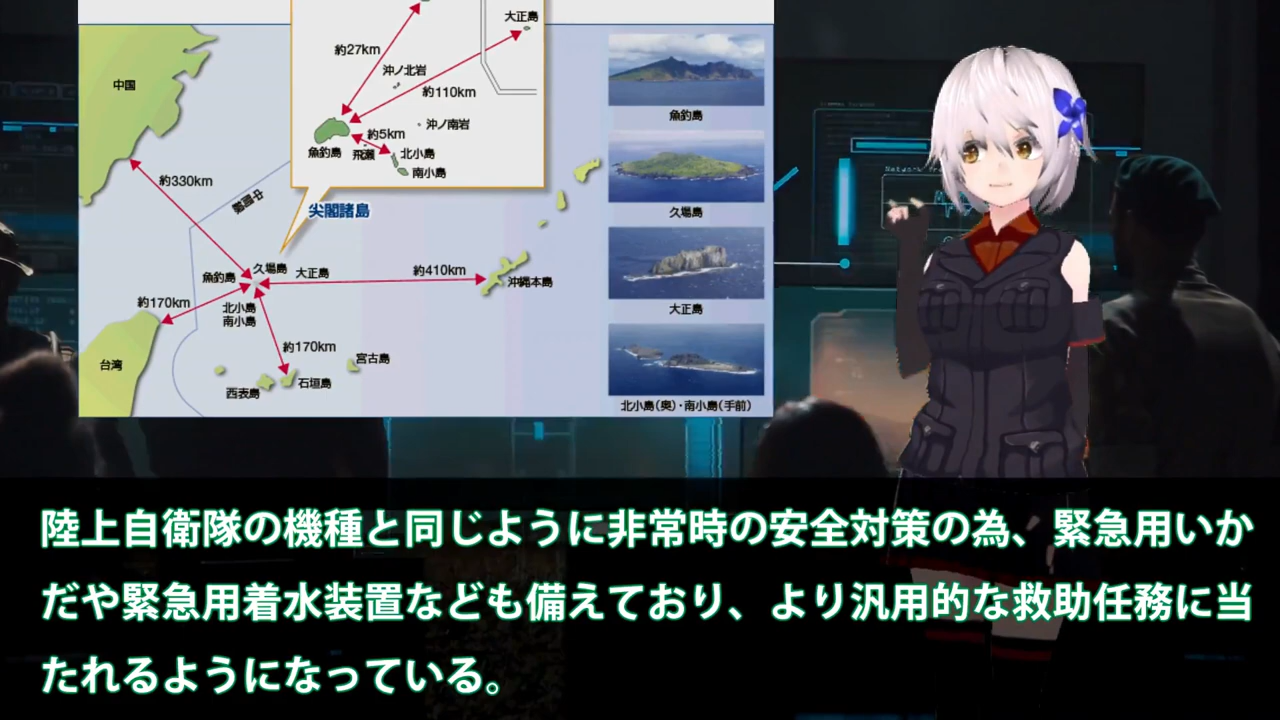 大正島
約27km
沖ノ北岩
約110km
沖ノ南岩
約5km
魚釣島
飛瀬
北小島
南小島
中国
約330km
中間線
尖閣諸島
魚釣島
久場島
大正島
約410km
沖縄本島
北小島
南小島
約170km
約170km
台湾
宮古島
石垣島
西表島
魚釣島
久場島
大正島
北小島(奥)・南小島(手前)
陸上自衛隊の機種と同じように非常時の安全対策の為、緊急用いか
だや緊急用着水装置なども備えており、より汎用的な救助任務に当
たれるようになっている。